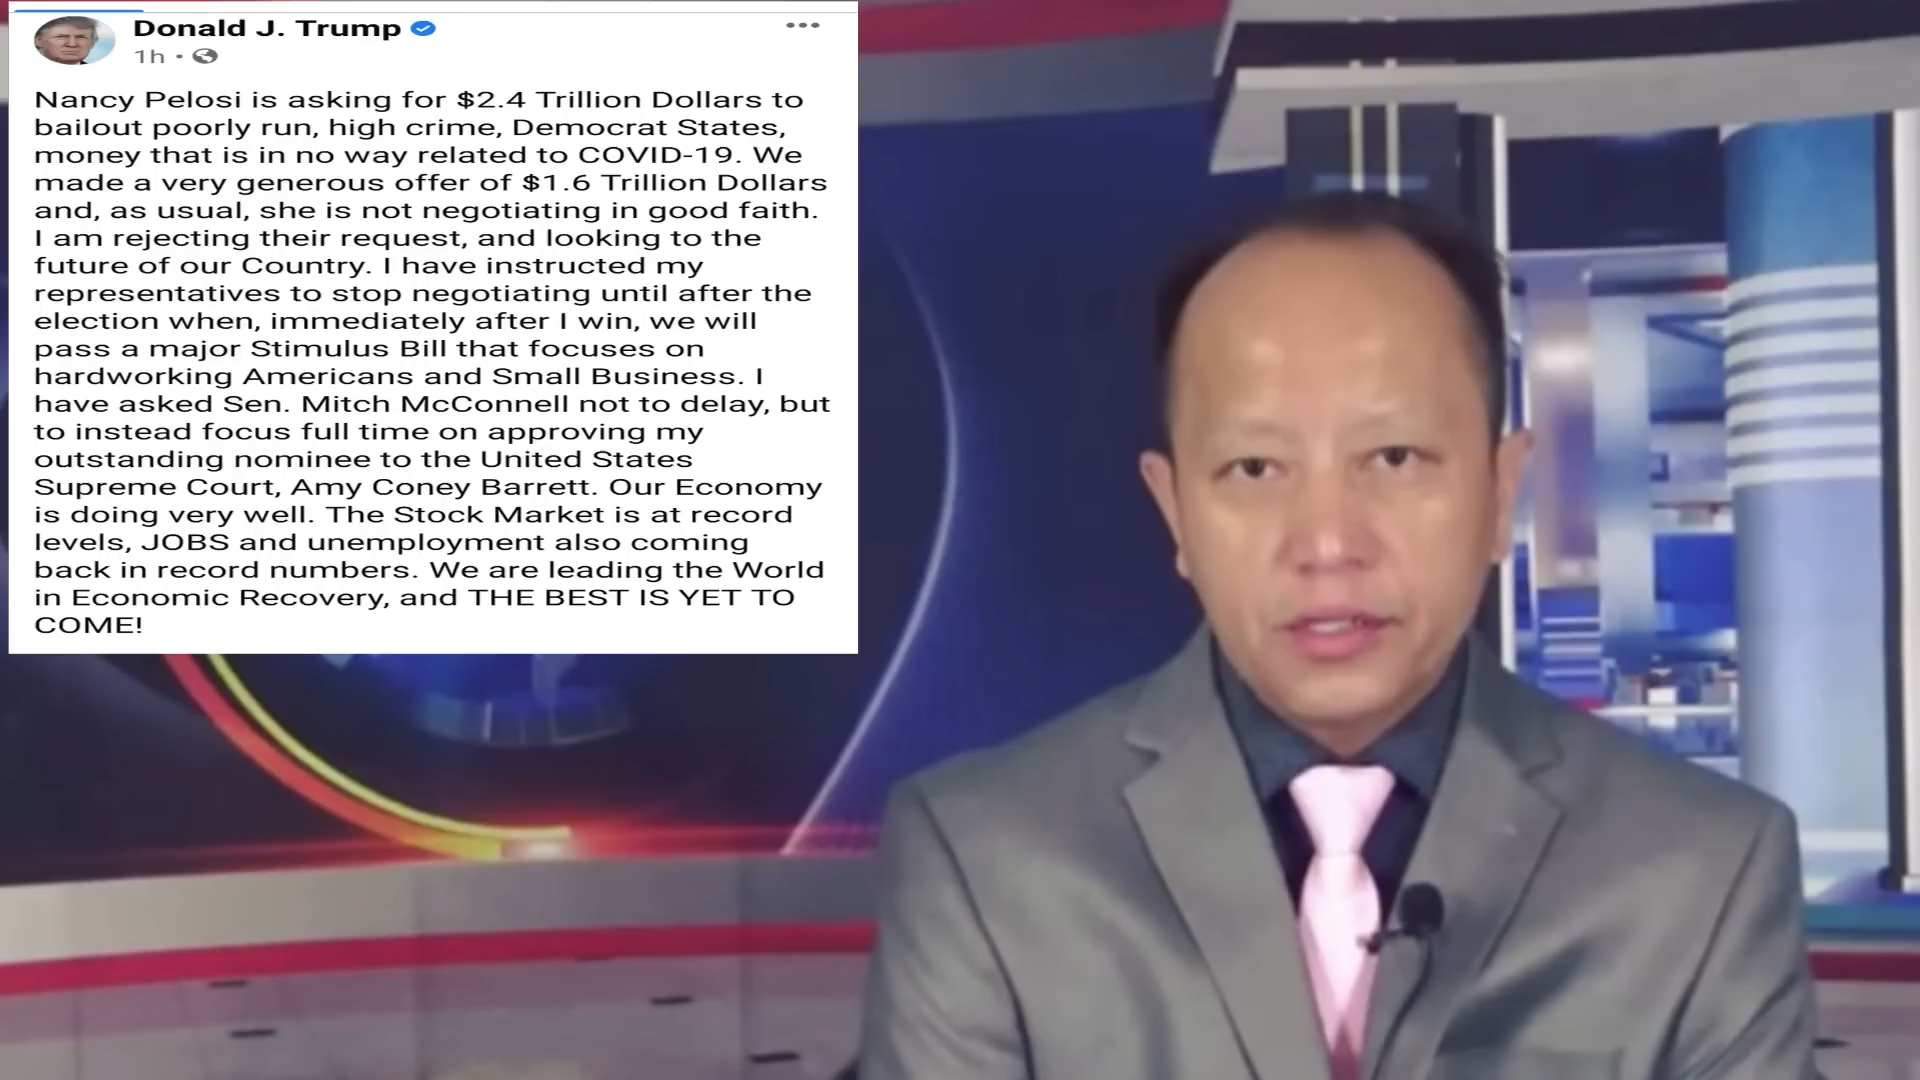 Donald J. Trump
1h
Nancy Pelosi is asking for $2.4 Trillion Dollars to
bailout poorly run, high crime, Democrat States,
money that is in no way related to COVID-19. We
made a very generous offer of $1.6 Trillion Dollars
and, as usual, she is not negotiating in good faith.
I am rejecting their request, and looking to the
future of our Country. I have instructed my
representatives to stop negotiating until after the
election when, immediately after I win, we will
pass a major Stimulus Bill that focuses on
hardworking Americans and Small Business. I
have asked Sen. Mitch McConnell not to delay, but
to instead focus full time on approving my
outstanding nominee to the United States
Supreme Court, Amy Coney Barrett. Our Economy
is doing very well. The Stock Market is at record
levels, JOBS and unemployment also coming
back in record numbers. We are leading the World
in Economic Recovery, and THE BEST IS YET TO
COME!